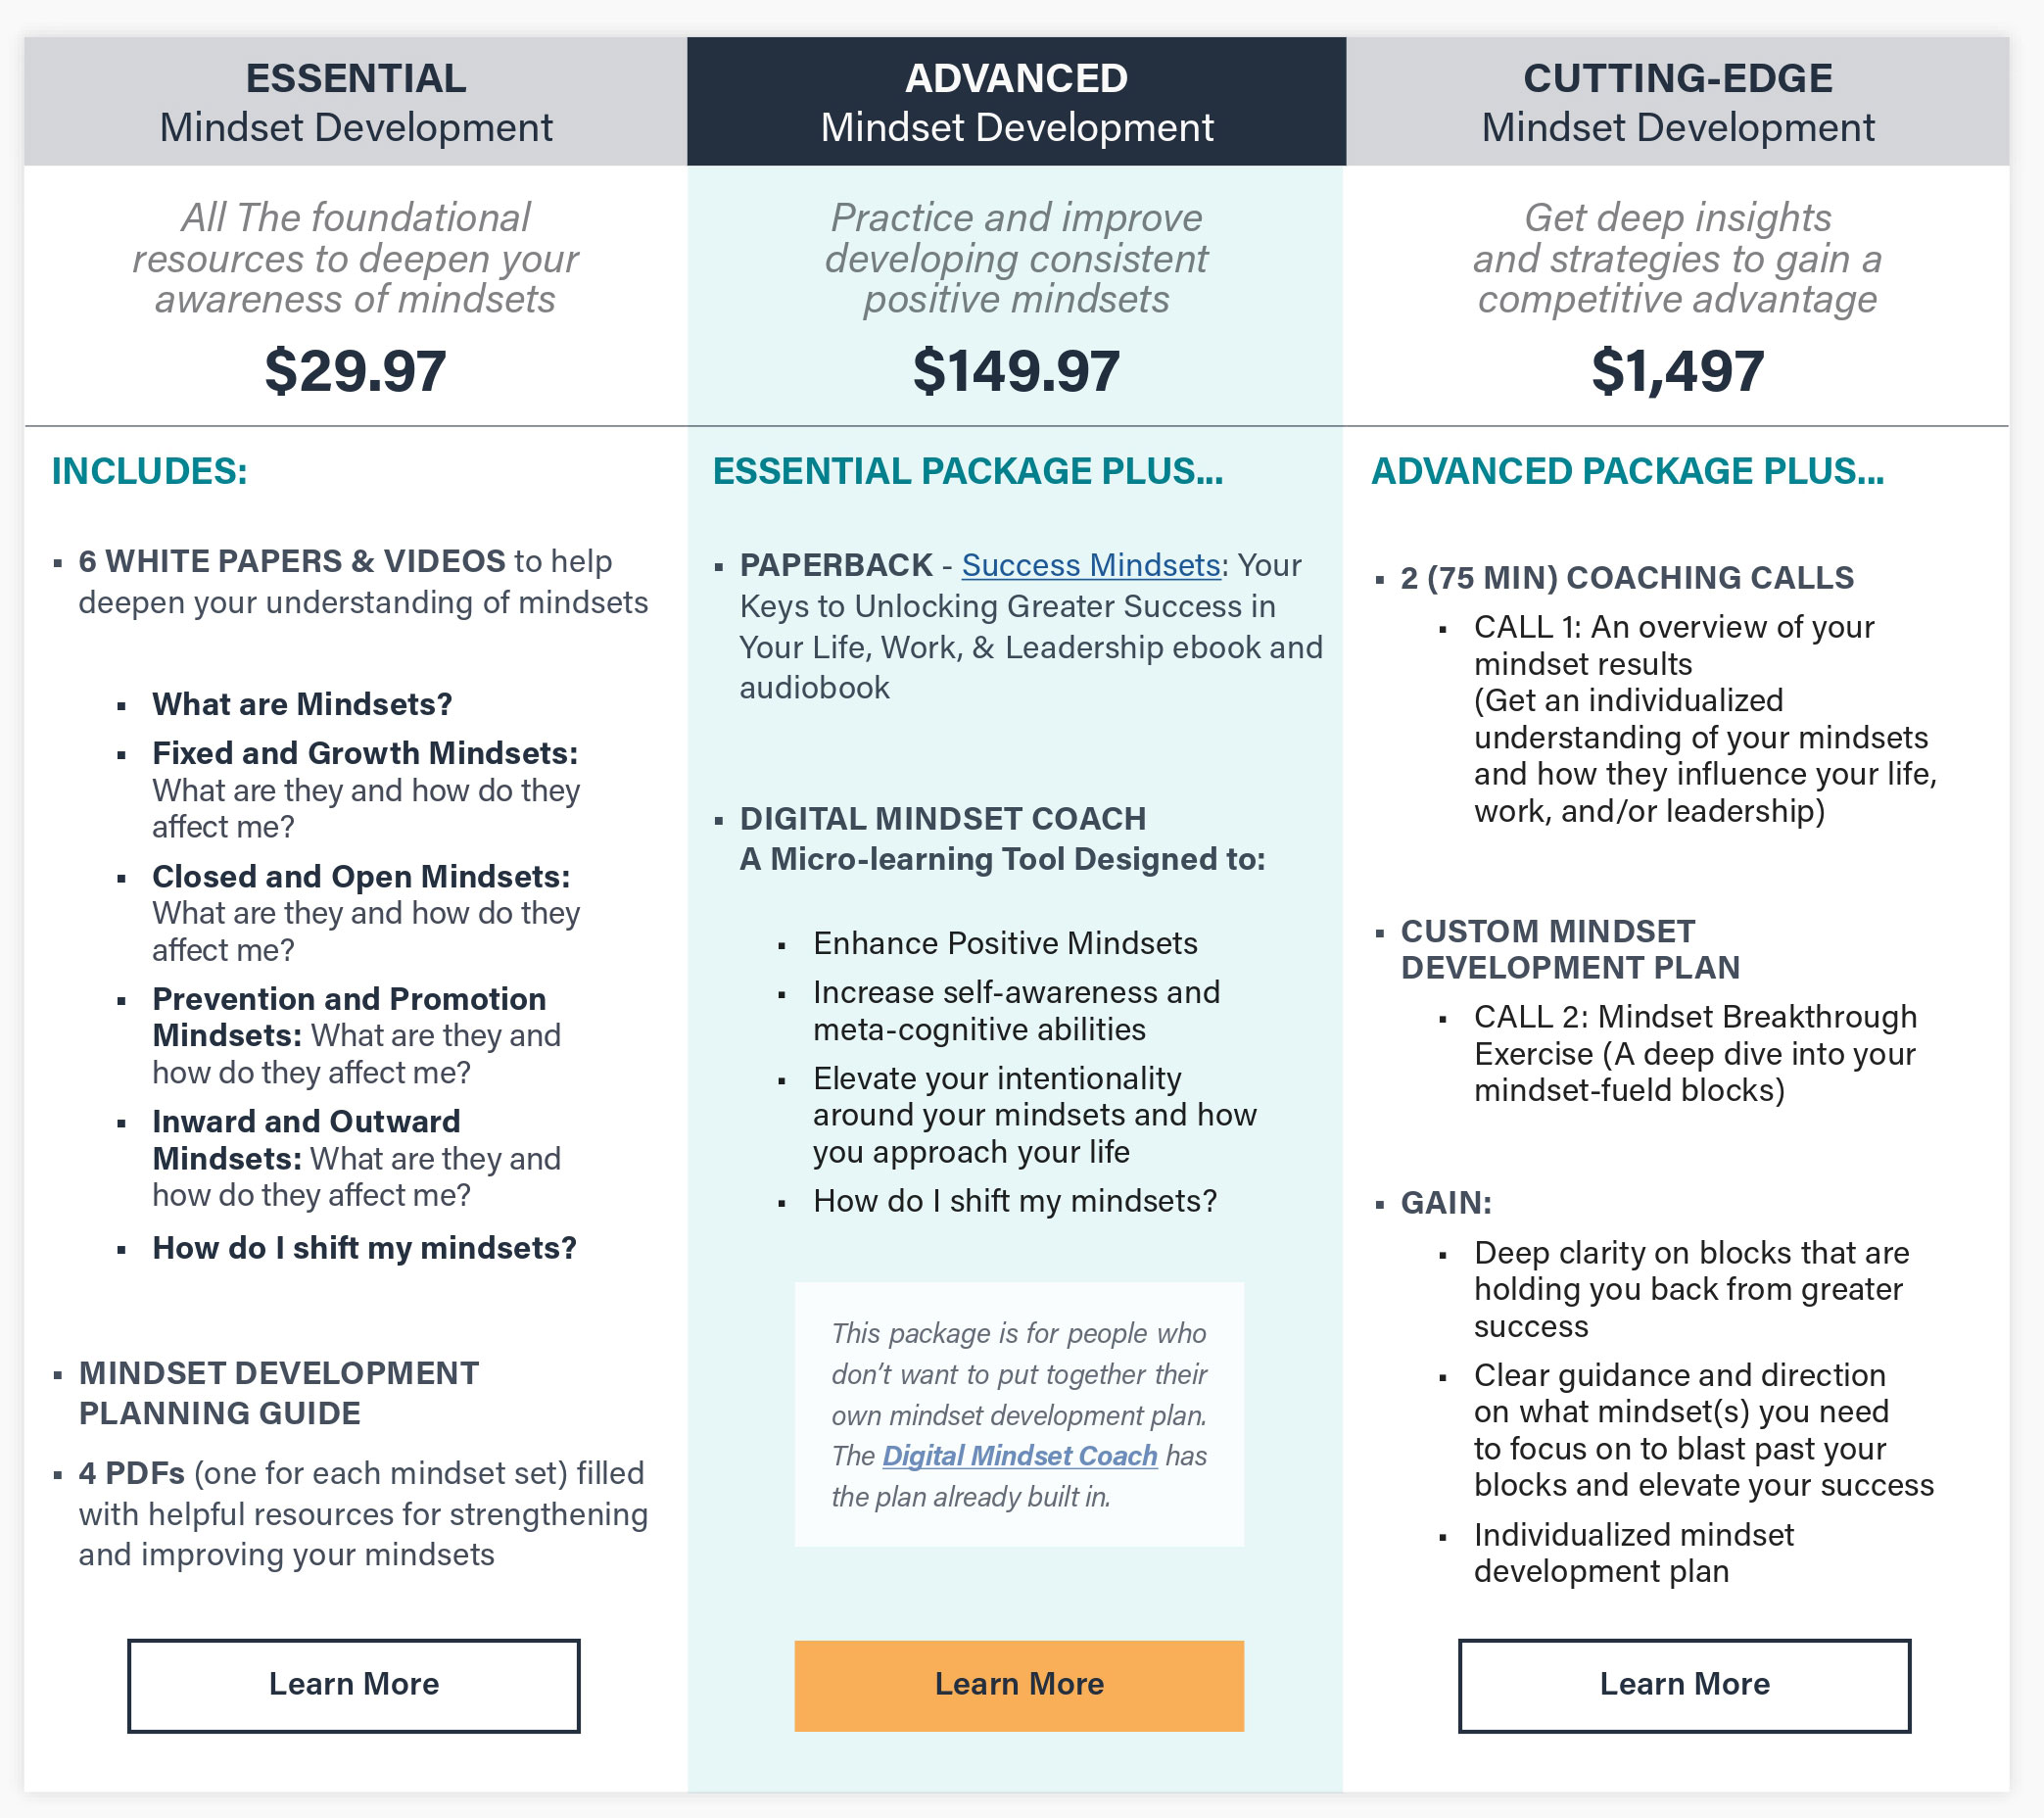 ESSENTIAL
Mindset Development
All The foundational
resources to deepen your
awareness of mindsets
$29.97
INCLUDES:
▪ 6 WHITE PAPERS & VIDEOS to help
deepen your understanding of mindsets
▪ What are Mindsets?
▪ Fixed and Growth Mindsets:
What are they and how do they
affect me?
▪ Closed and Open Mindsets:
What are they and how do they
affect me?
▪ Prevention and Promotion
Mindsets: What are they and
how do they affect me?
▪ Inward and Outward
Mindsets: What are they and
how do they affect me?
▪ How do I shift my mindsets?
▪ MINDSET DEVELOPMENT
PLANNING GUIDE
▪ 4 PDFs (one for each mindset set) filled
with helpful resources for strengthening
and improving your mindsets
Learn More
ADVANCED
Mindset Development
Practice and improve
developing consistent
positive mindsets
$149.97
ESSENTIAL PACKAGE PLUS...
▪ PAPERBACK - Success Mindsets: Your
Keys to Unlocking Greater Success in
Your Life, Work, & Leadership ebook and
audiobook
▪ DIGITAL MINDSET COACH
A Micro-learning Tool Designed to:
▪ Enhance Positive Mindsets
▪ Increase self-awareness and
meta-cognitive abilities
▪ Elevate your intentionality
around your mindsets and how
you approach your life
▪ How do I shift my mindsets?
This package is for people who
don't want to put together their
own mindset development plan.
The Digital Mindset Coach has
the plan already built in.
Learn More
CUTTING-EDGE
Mindset Development
Get deep insights
and strategies to gain a
competitive advantage
$1,497
ADVANCED PACKAGE PLUS...
▪ 2 (75 MIN) COACHING CALLS
▪ CALL 1: An overview of your
mindset results
(Get an individualized
understanding of your mindsets
and how they influence your life,
work, and/or leadership)
▪ CUSTOM MINDSET
DEVELOPMENT PLAN
▪ CALL 2: Mindset Breakthrough
Exercise (A deep dive into your
mindset-fueld blocks)
▪ GAIN:
▪ Deep clarity on blocks that are
holding you back from greater
success
▪ Clear guidance and direction
on what mindset(s) you need
to focus on to blast past your
blocks and elevate your success
▪ Individualized mindset
development plan
Learn More